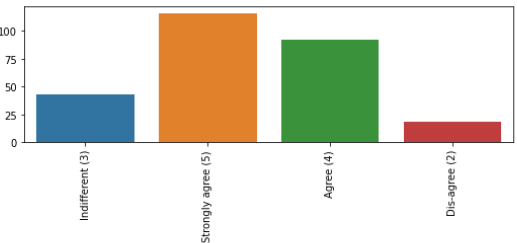 100
75
50
25
0
Indifferent (3)
Strongly agree (5)
Agree (4)
Dis-agree (2)